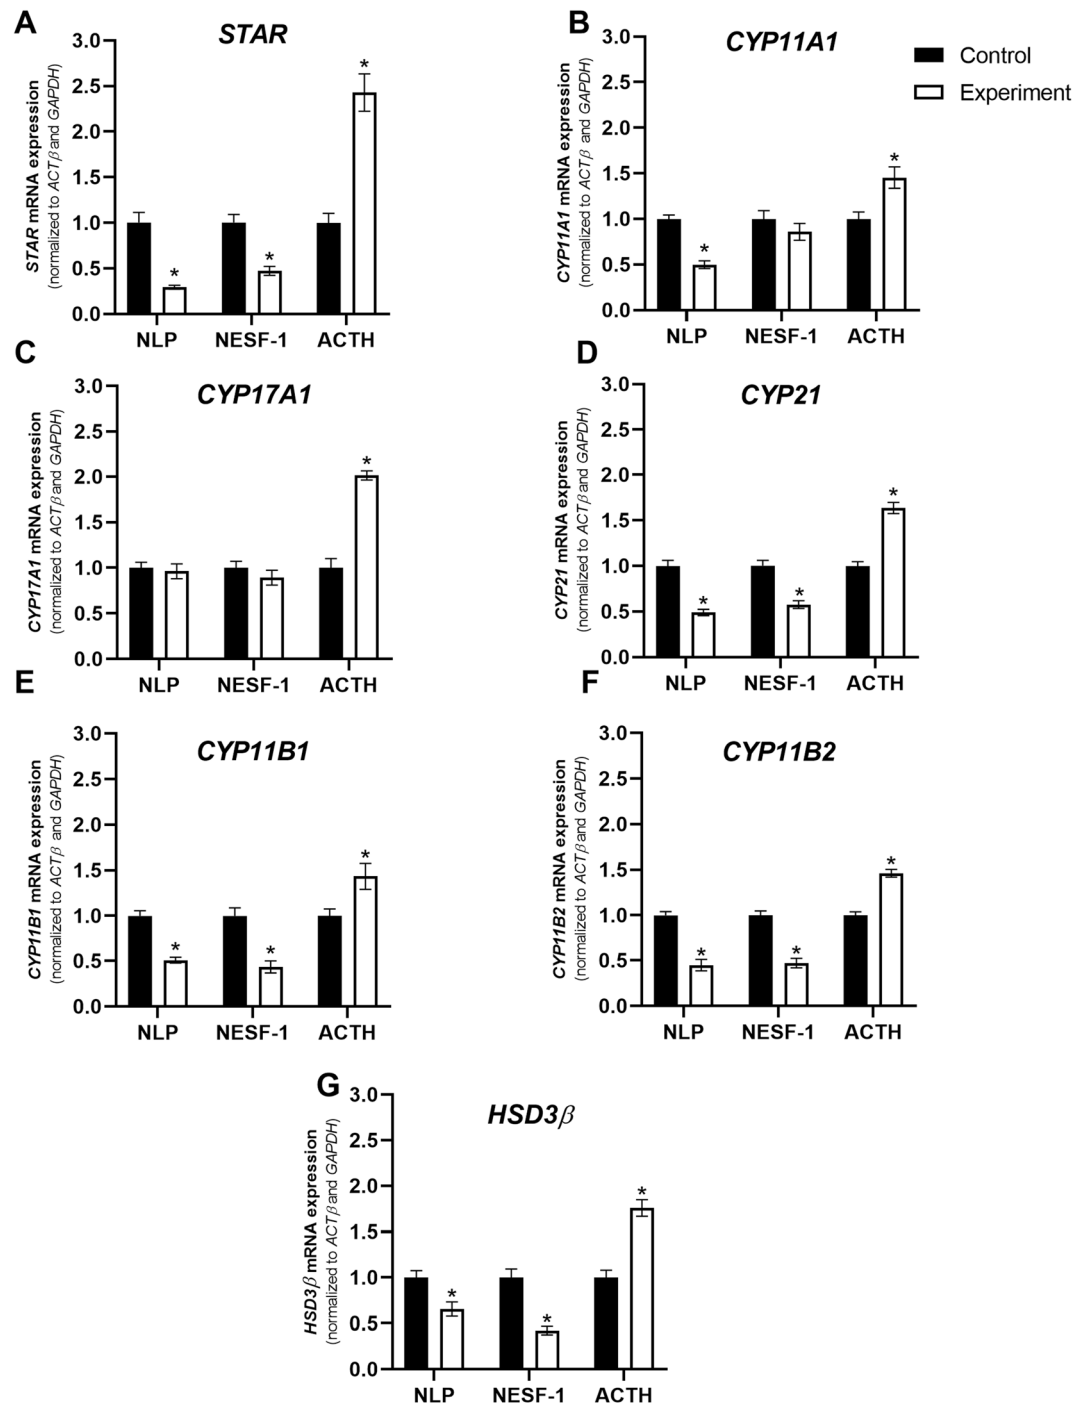 A
STAR
STAR mRNA expression
(normalized to ACTβ and GAPDH)
3.0
2.5
2.0
1.5
1.0
0.5
0.0
*
*
*
NLP
NESF-1
ACTH
B
CYP11A1
CYP11A1 mRNA expression
(normalized to ACTβ and GAPDH)
3.0
2.5
2.0
1.5
1.0
0.5
0.0
*
*
NLP
NESF-1
ACTH
Control
Experiment
C
CYP17A1
CYP17A1 mRNA expression
(normalized to ACTβ and GAPDH)
3.0
2.5
2.0
1.5
1.0
0.5
0.0
*
NLP
NESF-1
ACTH
D
CYP21
CYP21 mRNA expression
(normalized to ACTβ and GAPDH)
3.0
2.5
2.0
1.5
1.0
0.5
0.0
*
*
*
NLP
NESF-1
ACTH
E
CYP11B1
CYP11B1 mRNA expression
(normalized to ACTβ and GAPDH)
3.0
2.5
2.0
1.5
1.0
0.5
0.0
*
*
*
NLP
NESF-1
ACTH
F
CYP11B2
CYP11B2 mRNA expression
(normalized to ACTβ and GAPDH)
3.0
2.5
2.0
1.5
1.0
0.5
0.0
*
*
*
NLP
NESF-1
ACTH
G
HSD3β
HSD3β mRNA expression
(normalized to ACTβ and GAPDH)
3.0
2.5
2.0
1.5
1.0
0.5
0.0
*
*
*
NLP
NESF-1
ACTH